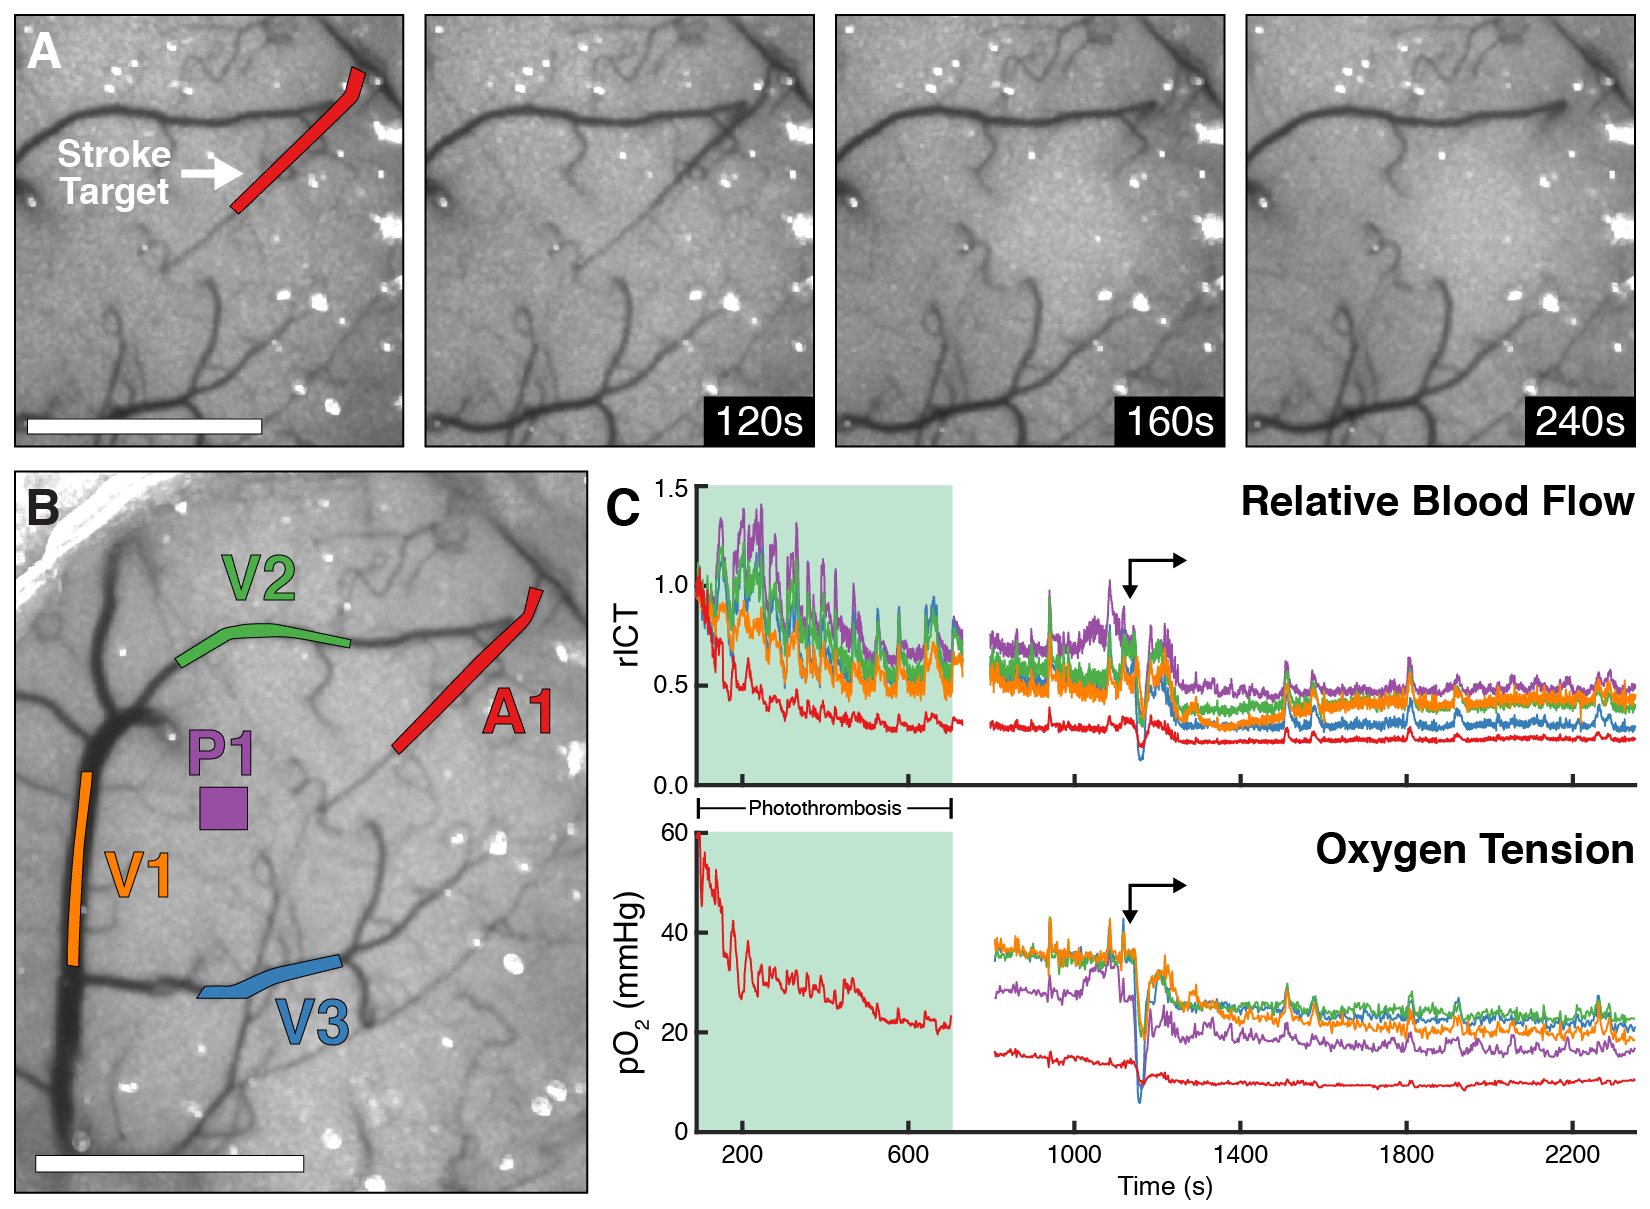 A
Stroke
Target
120s
160s
240s
B
V2
A1
P1
V1
V3
C
Relative Blood Flow
rICT
1.5
1.0
0.5
0.0
Photothrombosis
Oxygen Tension
pO2 (mmHg)
60
40
20
0
200
600
1000
1400
1800
2200
Time (s)